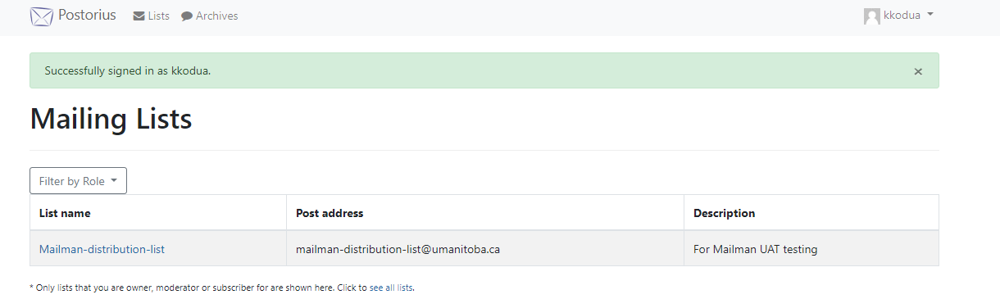 Postorius Lists Archives kkodua
Successfully signed in as kkodua. ×
Mailing Lists
Filter by Role
List name Post address Description
Mailman-distribution-list mailman-distribution-list@umanitoba.ca For Mailman UAT testing
* Only lists that you are owner, moderator or subscriber for are shown here. Click to see all lists.